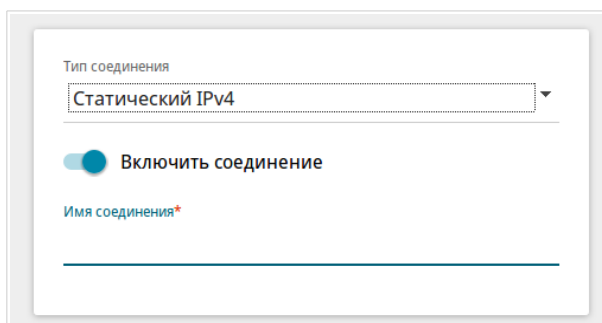 Тип соединения
Статический IPv4
Включить соединение
Имя соединения*